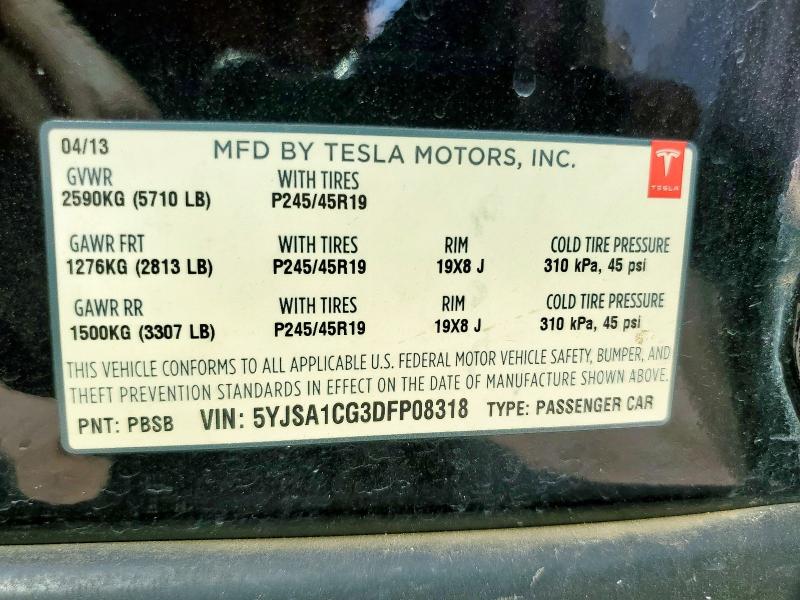 04/13 MFD BY TESLA MOTORS, INC.
TESLA
GVWR WITH TIRES
2590KG (5710 LB) P245/45R19
GAWR FRT WITH TIRES RIM COLD TIRE PRESSURE
1276KG (2813 LB) P245/45R19 19X8 J 310 kPa, 45 psi
GAWR RR WITH TIRES RIM COLD TIRE PRESSURE
1500KG (3307 LB) P245/45R19 19X8 J 310 kPa, 45 psi
THIS VEHICLE CONFORMS TO ALL APPLICABLE U.S. FEDERAL MOTOR VEHICLE SAFETY, BUMPER, AND
THEFT PREVENTION STANDARDS IN EFFECT ON THE DATE OF MANUFACTURE SHOWN ABOVE.
PNT: PBSB VIN: 5YJSA1CG3DFP08318 TYPE: PASSENGER CAR